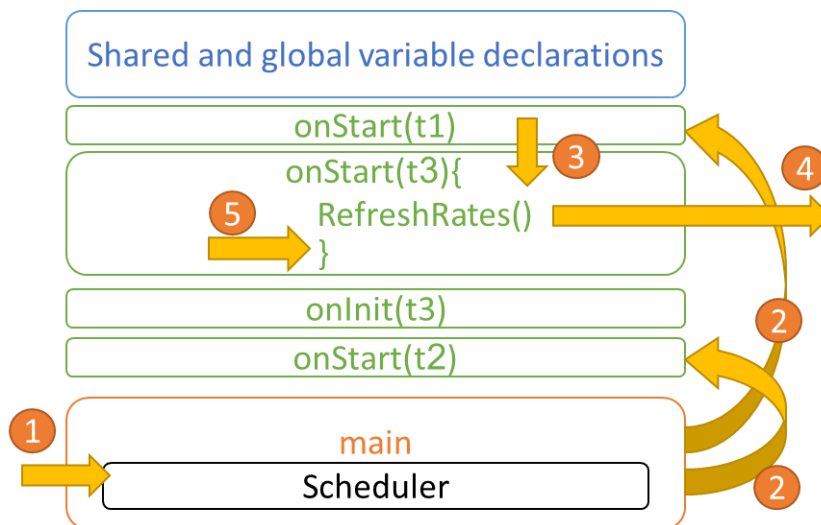 Shared and global variable declarations
onStart(t1)
3
onStart(t3){
4
5
RefreshRates()
}
onInit(t3)
2
onStart(t2)
1
main
Scheduler
2